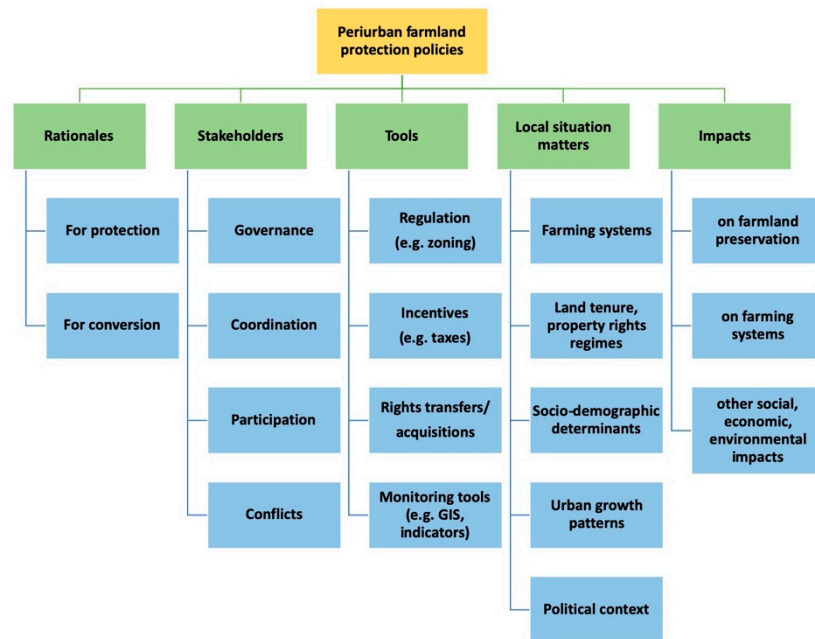 Periurban farmland
protection policies
Rationales
Stakeholders
Tools
Local situation
matters
Impacts
For protection
For conversion
Governance
Coordination
Participation
Conflicts
Regulation
(e.g. zoning)
Incentives
(e.g. taxes)
Rights transfers/
acquisitions
Monitoring tools
(e.g. GIS,
indicators)
Farming systems
Land tenure,
property rights
regimes
Socio-demographic
determinants
Urban growth
patterns
Political context
on farmland
preservation
on farming
systems
other social,
economic,
environmental
impacts